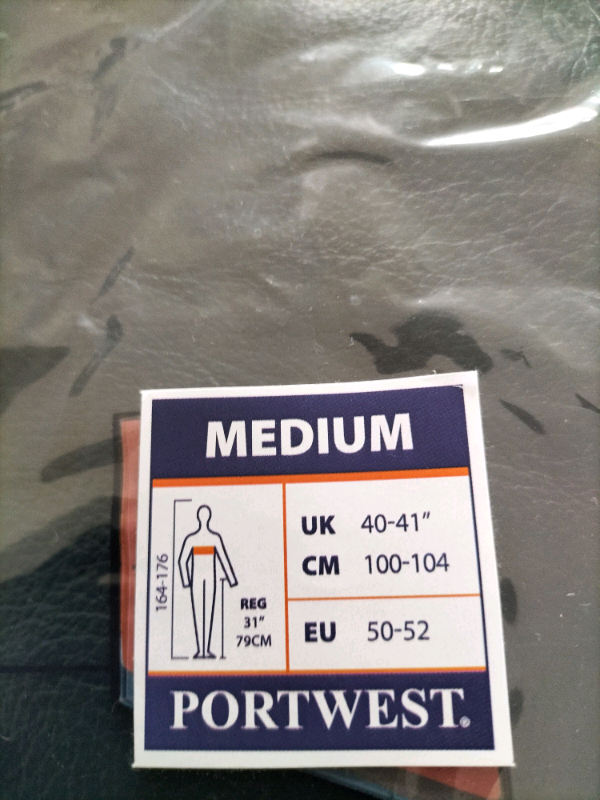 MEDIUM
164-176
REG
31"
79CM
UK 40-41"
CM 100-104
EU 50-52
PORTWEST®